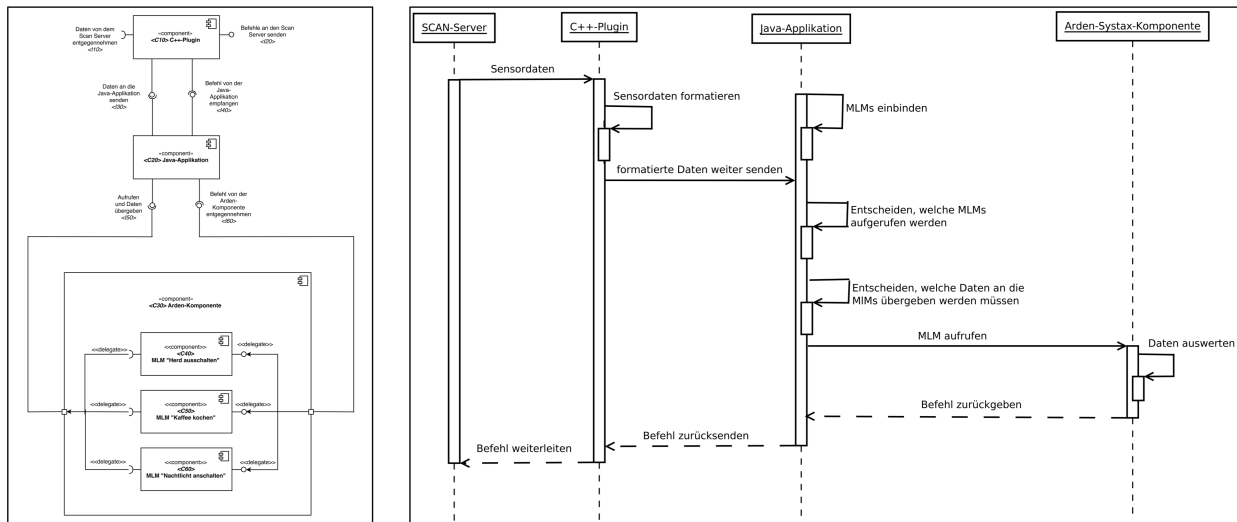 «component»
<C10> C++-Plugin
Daten von dem
Scan Server
entgegennehmen
<I10>
Befehle an den Scan
Server senden
<I20>
Daten an die
Java-Applikation
senden
<I30>
Befehl von der
Java-
Applikation
empfangen
<I40>
«component»
<C20> Java-Applikation
Aufrufen
und Daten
übergeben
<I50>
Befehl von der
Arden-
Komponente
entgegennehmen
<I60>
«component»
<C30> Arden-Komponente
<<delegate>>
<<component>>
<C40>
MLM "Herd ausschalten"
<<delegate>>
<<delegate>>
<<component>>
<C50>
MLM "Kaffee kochen"
<<delegate>>
<<delegate>>
<<component>>
<C60>
MLM "Nachtlicht anschalten"
<<delegate>>
SCAN-Server
C++-Plugin
Java-Applikation
Arden-Systax-Komponente
Sensordaten
Sensordaten formatieren
MLMs einbinden
formatierte Daten weiter senden
Entscheiden, welche MLMs
aufgerufen werden
Entscheiden, welche Daten an die
MlMs übergeben werden müssen
MLM aufrufen
Daten auswerten
Befehl zurückgeben
Befehl zurücksenden
Befehl weiterleiten